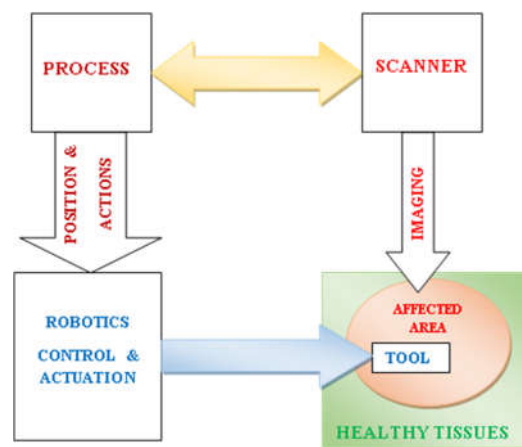 PROCESS
SCANNER
POSITION &
ACTIONS
IMAGING
ROBOTICS
CONTROL &
ACTUATION
AFFECTED
AREA
TOOL
HEALTHY TISSUES